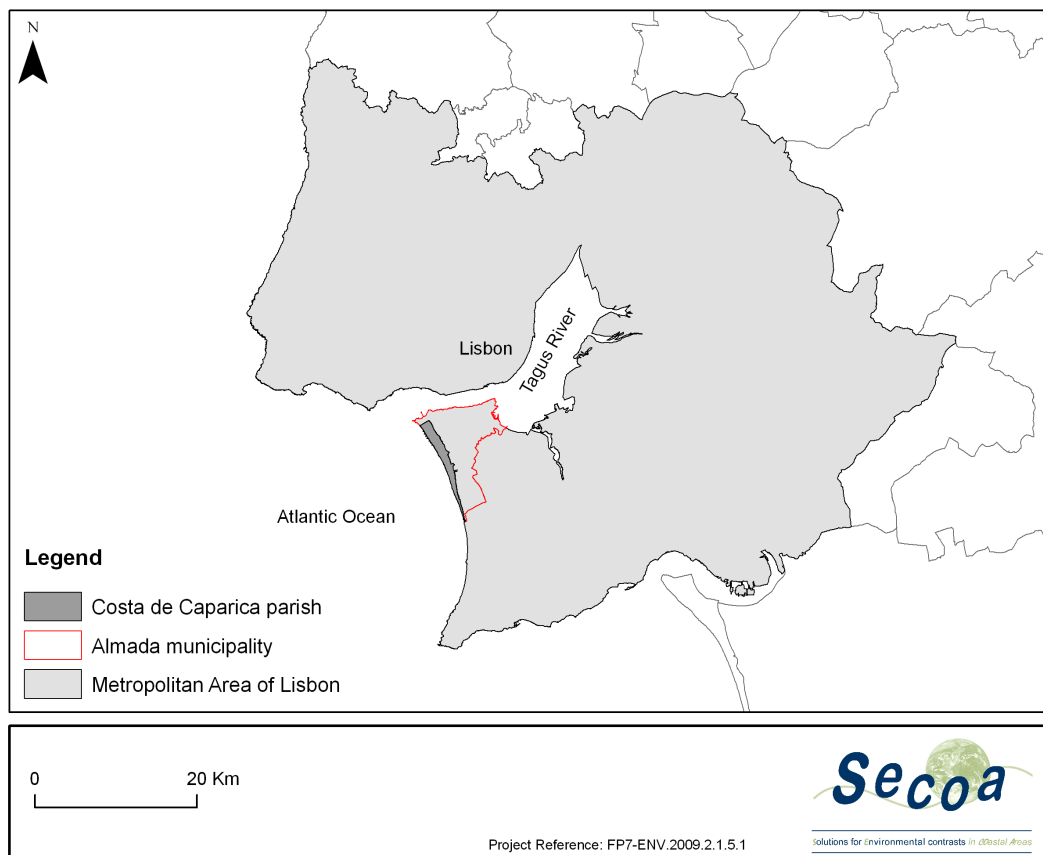 N
Lisbon
Tagus River
Atlantic Ocean
Legend
Costa de Caparica parish
Almada municipality
Metropolitan Area of Lisbon
0 20 Km
Secoa
Solutions for Environmental contrasts in COastal Areas
Project Reference: FP7-ENV.2009.2.1.5.1